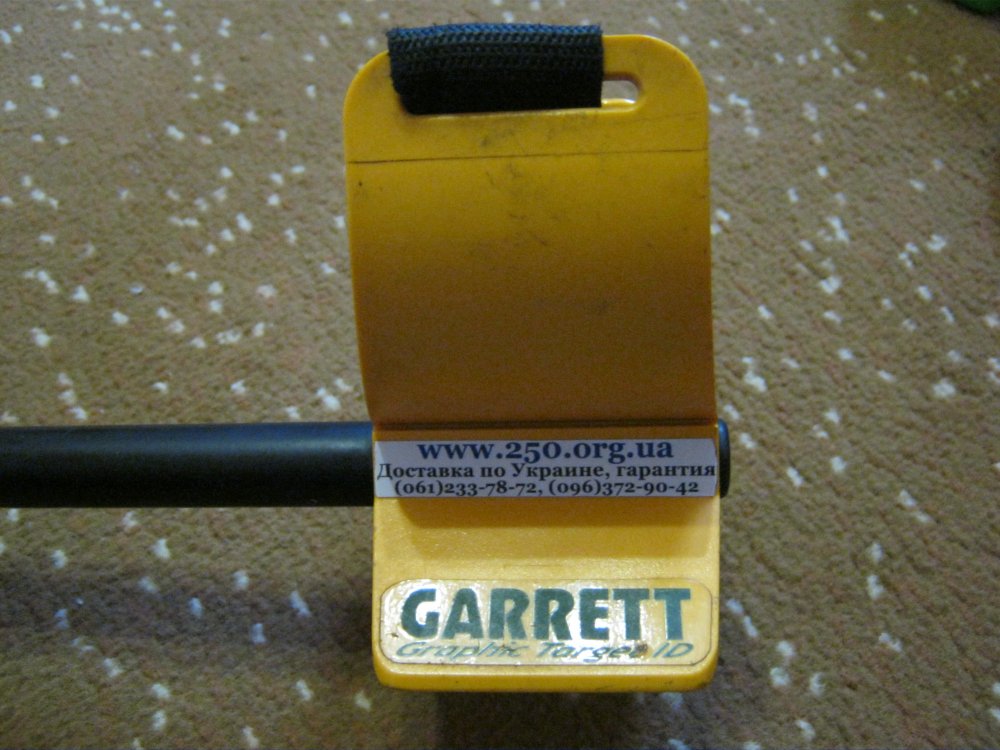 www.250.org.ua
Доставка по Украине, гарантия
(061)233-78-72, (096)372-90-42
GARRETT
Graphic Target ID